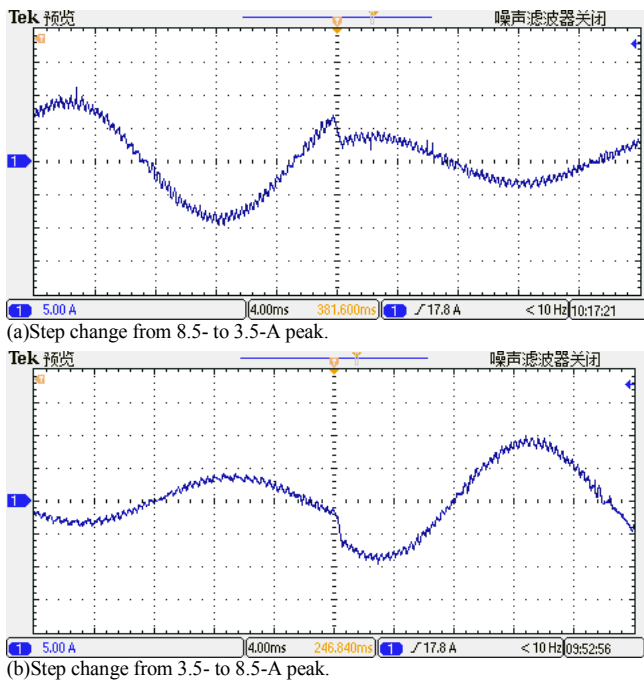 Tek 预览 噪声滤波器关闭
T
T
1
1 5.00 A 4.00ms 381.600ms 1 ƒ 17.8 A < 10 Hz 10:17:21
(a)Step change from 8.5- to 3.5-A peak.
Tek 预览 噪声滤波器关闭
T
T
1
1 5.00 A 4.00ms 246.840ms 1 ƒ 17.8 A < 10 Hz 09:52:56
(b)Step change from 3.5- to 8.5-A peak.